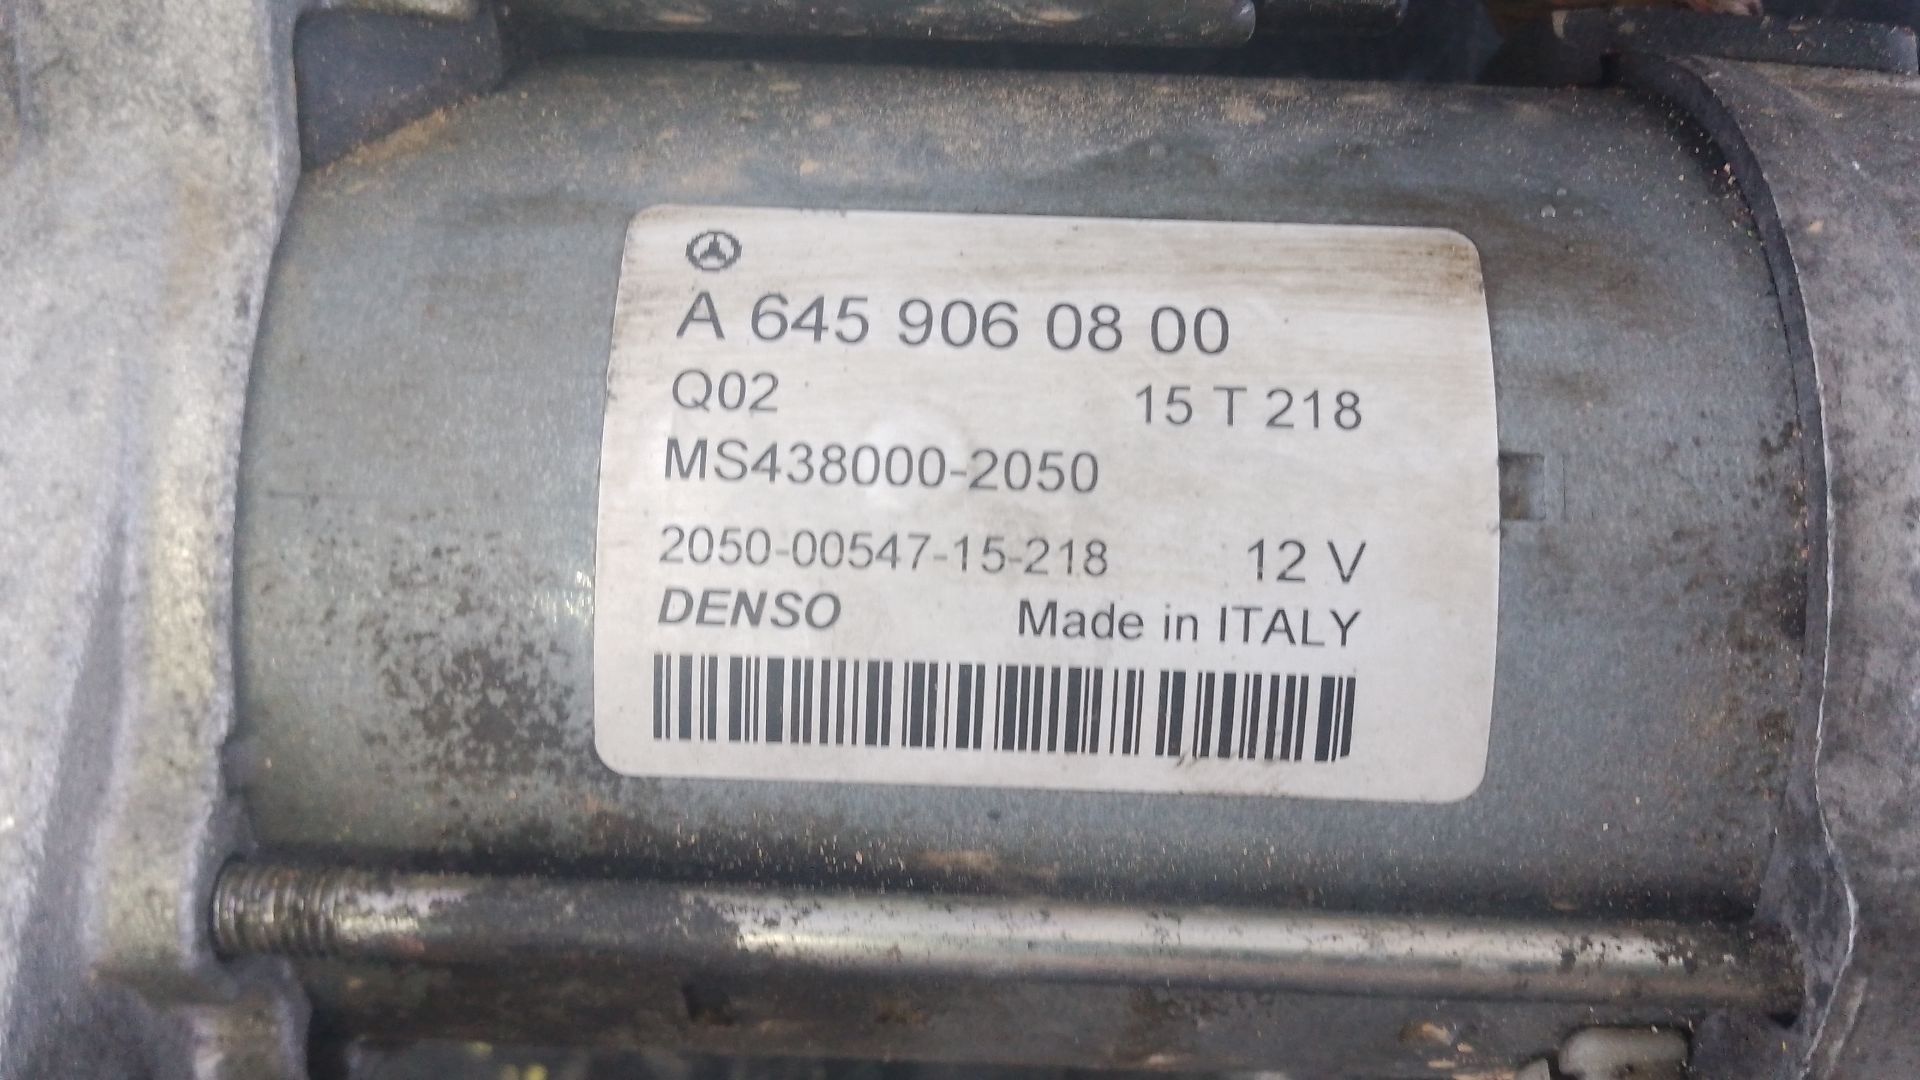 A 645 906 08 00
Q02 15 T 218
MS438000-2050
2050-00547-15-218 12 V
DENSO Made in ITALY